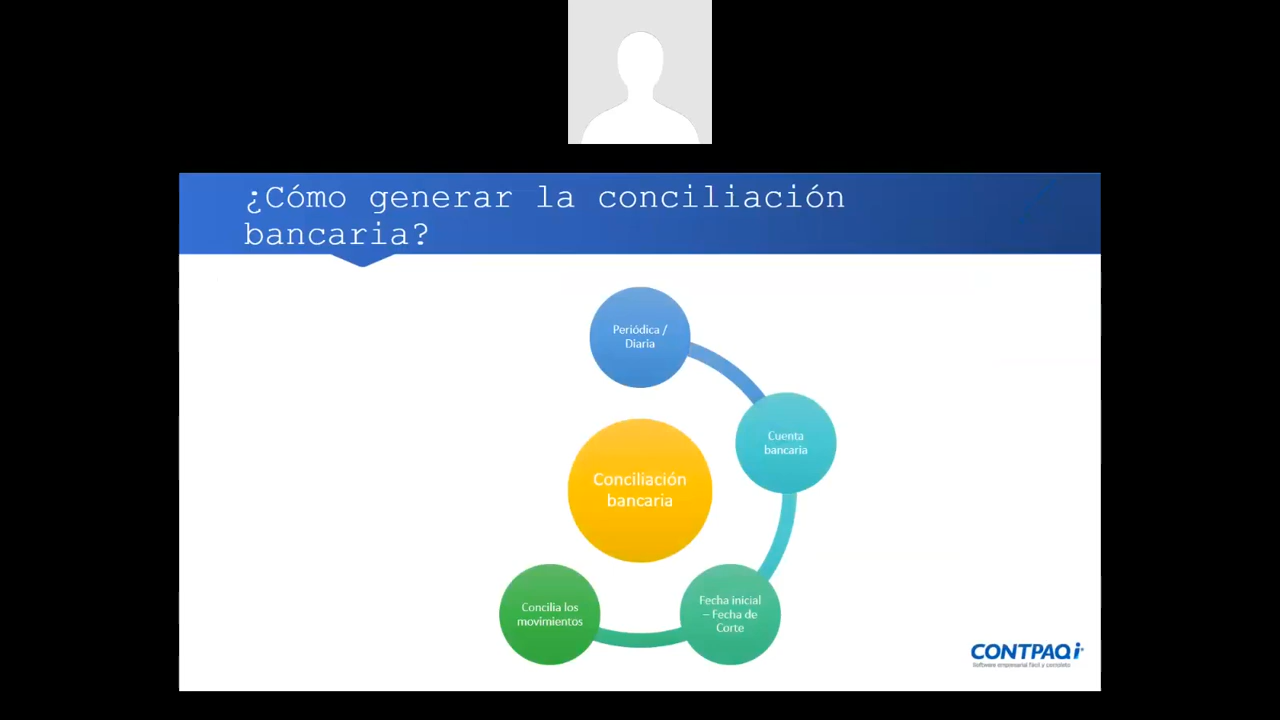 ¿Cómo generar la conciliación
bancaria?
Periódica /
Diaria
Cuenta
bancaria
Conciliación
bancaria
Fecha inicial
– Fecha de
Corte
Concilia los
movimientos
CONTPAQi
Software empresarial fácil y completo